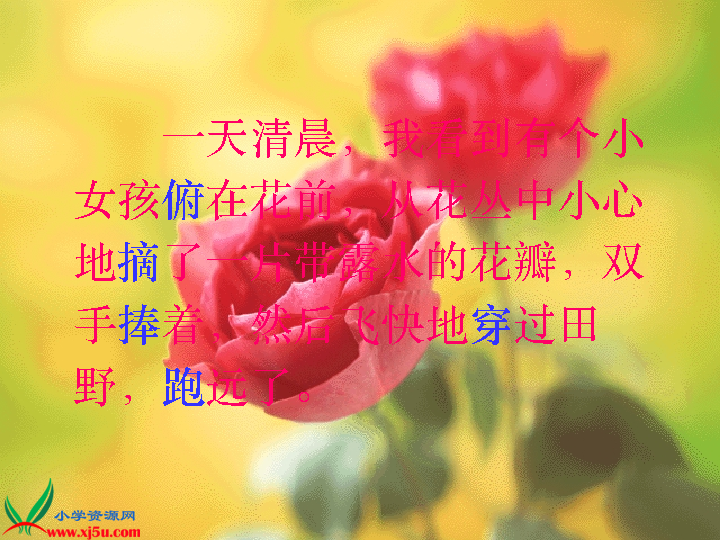 一天清晨，我看到有个小
女孩俯在花前，从花丛中小心
地摘了一片带露水的花瓣，双
手捧着，然后飞快地穿过田
野，跑远了。
小学资源网
www.xj5u.com